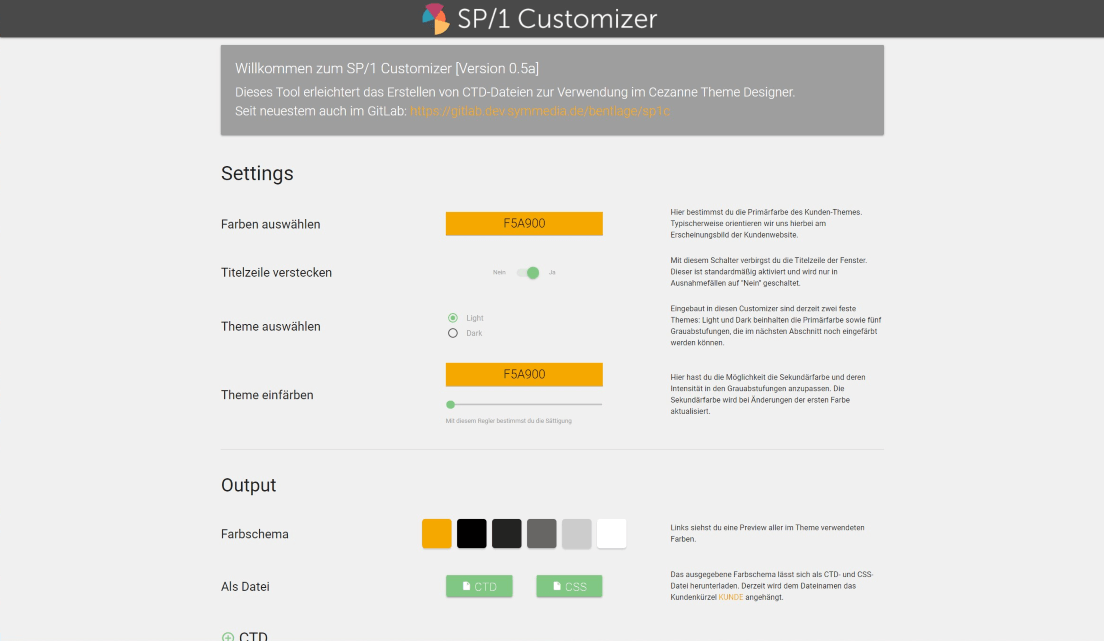 SP/1 Customizer
Willkommen zum SP/1 Customizer [Version 0.5a]
Dieses Tool erleichtert das Erstellen von CTD-Dateien zur Verwendung im Cezanne Theme Designer.
Seit neuestem auch im GitLab: https://gitlab.dev.symmedia.de/bentlage/sp1c
Settings
Farben auswählen
F5A900
Hier bestimmst du die Primärfarbe des Kunden-Themes.
Typischerweise orientieren wir uns hierbei am
Erscheinungsbild der Kundenwebsite.
Titelzeile verstecken
Nein Ja
Mit diesem Schalter verbirgst du die Titelzeile der Fenster.
Dieser ist standardmäßig aktiviert und wird nur in
Ausnahmefällen auf "Nein" geschaltet.
Theme auswählen
Light
Dark
Eingebaut in diesen Customizer sind derzeit zwei feste
Themes: Light und Dark beinhalten die Primärfarbe sowie fünf
Grauabstufungen, die im nächsten Abschnitt noch eingefärbt
werden können.
Theme einfärben
F5A900
Mit diesem Regler bestimmst du die Sättigung
Hier hast du die Möglichkeit die Sekundärfarbe und deren
Intensität in den Grauabstufungen anzupassen. Die
Sekundärfarbe wird bei Änderungen der ersten Farbe
aktualisiert.
Output
Farbschema
Links siehst du eine Preview aller im Theme verwendeten
Farben.
Als Datei
CTD CSS
Das ausgegebene Farbschema lässt sich als CTD- und CSS-
Datei herunterladen. Derzeit wird dem Dateinamen das
Kundenkürzel KUNDE angehängt.
CTD